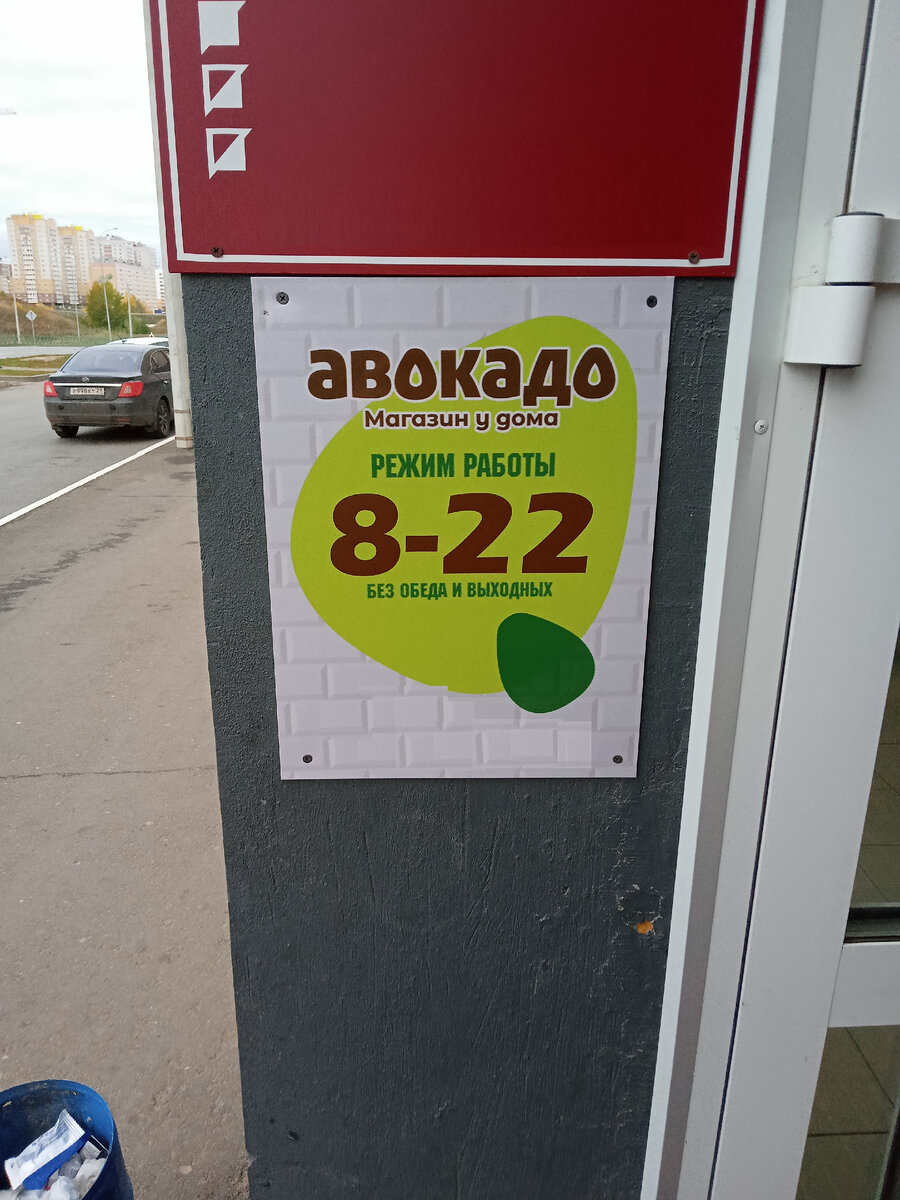 авокадо
Магазин у дома
РЕЖИМ РАБОТЫ
8-22
БЕЗ ОБЕДА И ВЫХОДНЫХ